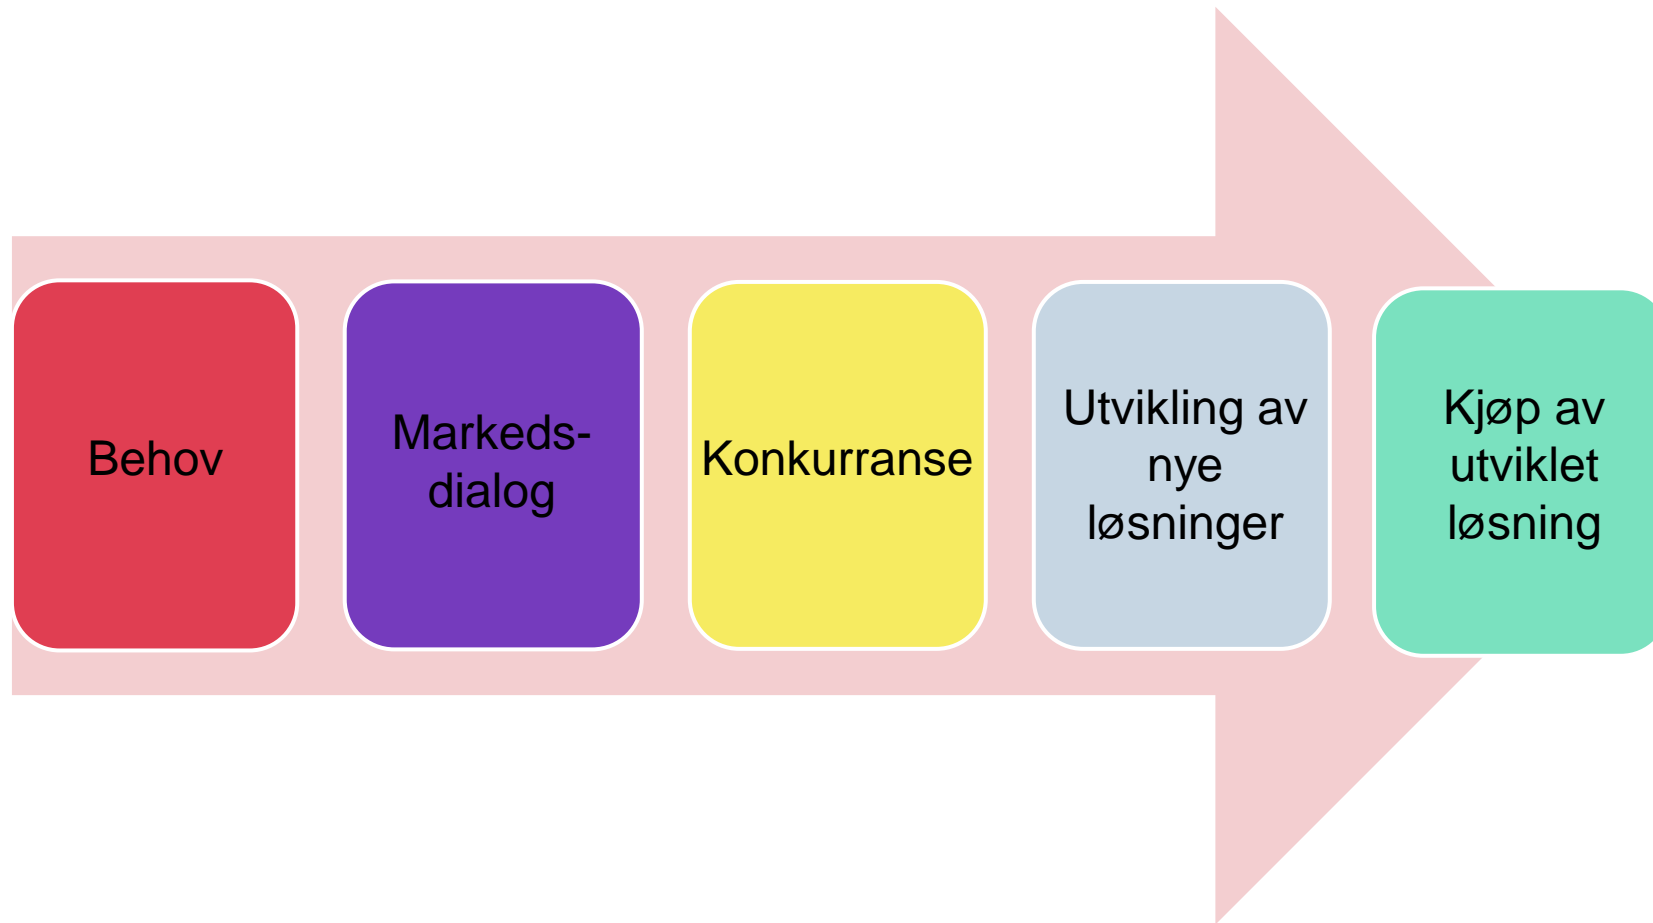 Behov
Markeds-
dialog
Konkurranse
Utvikling av
nye
løsninger
Kjøp av
utviklet
løsning